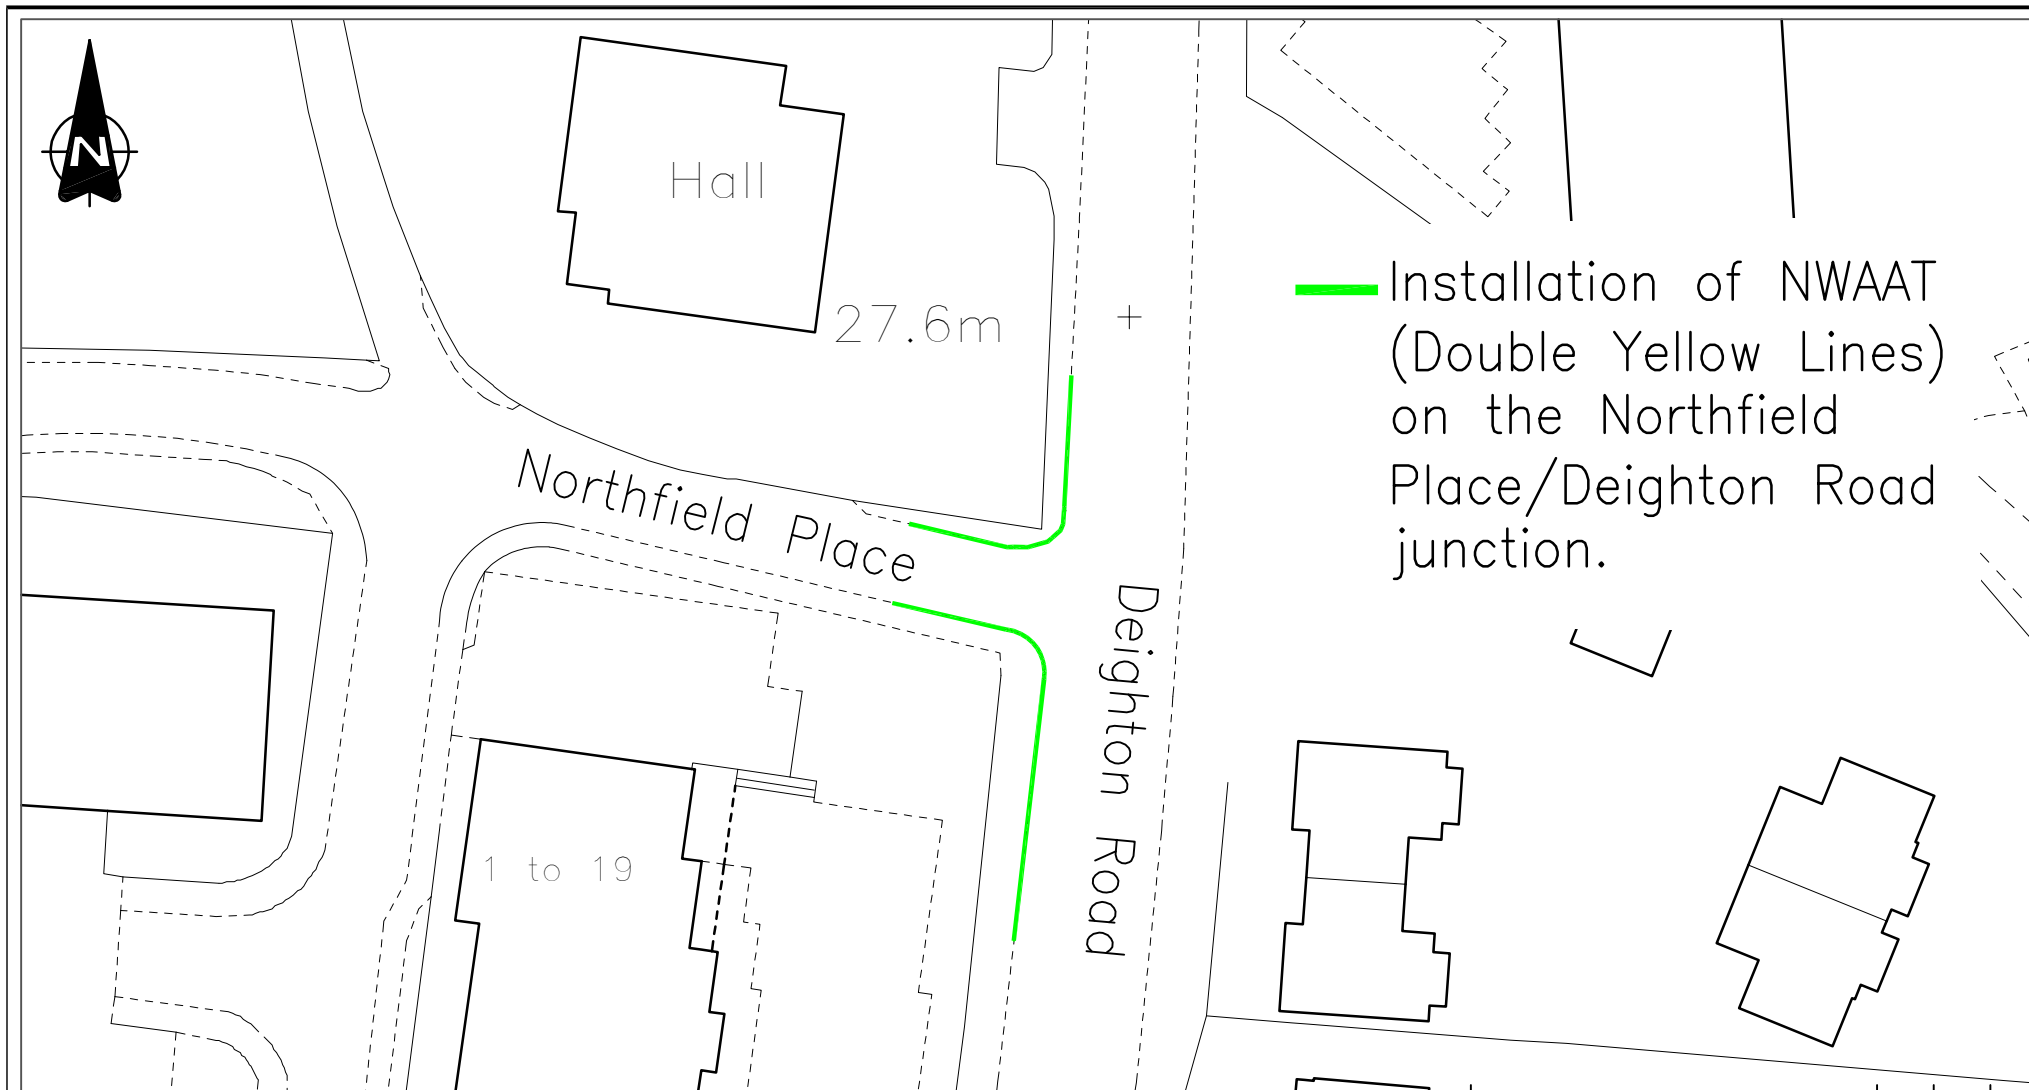 N
Hall
27.6m
Installation of NWAAT
(Double Yellow Lines)
on the Northfield
Place/Deighton Road
junction.
Northfield Place
Deighton Road
1 to 19